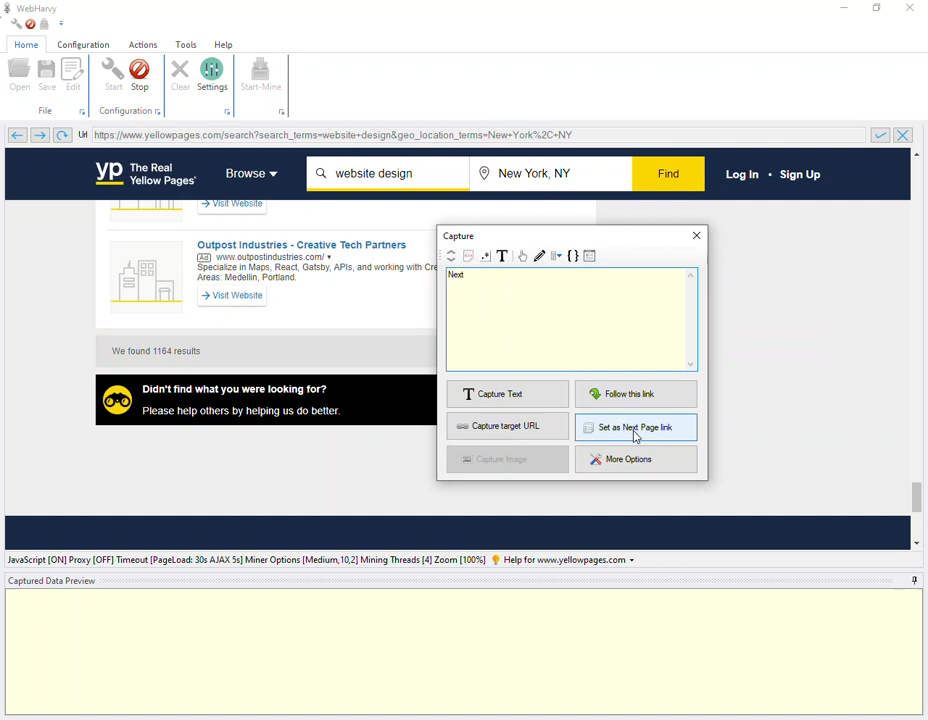 WebHarvy
Home Configuration Actions Tools Help
Open Save Edit Start Stop Clear Settings Start-Mine
File Configuration
Url https://www.yellowpages.com/search?search_terms=website+design&geo_location_terms=New+York%2C+NY
yp The Real Yellow Pages® Browse website design New York, NY Find Log In • Sign Up
Visit Website
Outpost Industries - Creative Tech Partners
Ad www.outpostindustries.com/
Specialize in Maps, React, Gatsby, APIs, and working with Cre
Areas: Medellin, Portland.
Visit Website
We found 1164 results
Didn't find what you were looking for?
Please help others by helping us do better.
Capture
Next
Capture Text Follow this link
Capture target URL Set as Next Page link
Capture Image More Options
JavaScript [ON] Proxy [OFF] Timeout [PageLoad: 30s AJAX 5s] Miner Options [Medium,10,2] Mining Threads [4] Zoom [100%] Help for www.yellowpages.com
Captured Data Preview